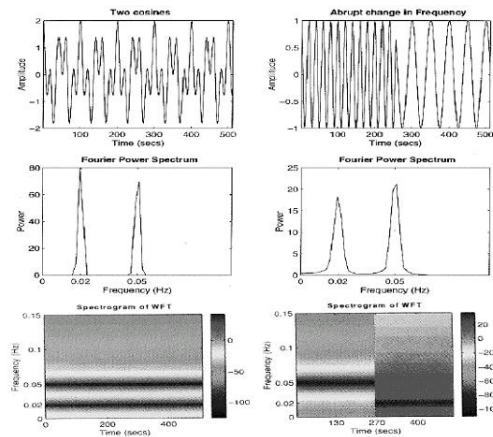 Two cosines
2
1
0
−1
−2
Amplitude
100 200 300 400 500
Time (secs)
Abrupt change in Frequency
1
0.5
0
−0.5
−1
Amplitude
100 200 300 400 500
Time (secs)
Fourier Power Spectrum
80
60
40
20
0
Power
0 0.02 0.05
Frequency (Hz)
Fourier Power Spectrum
25
20
15
10
5
0
Power
0 0.02 0.05
Frequency (Hz)
Spectrogram of WFT
0.15
0.1
0.05
0.02
0
Frequency (Hz)
0 100 200 300 400
Time (secs)
0
−50
−100
Spectrogram of WFT
0.15
0.1
0.05
0.02
0
Frequency (Hz)
130 270 400
Time (secs)
20
0
−20
−40
−60
−80